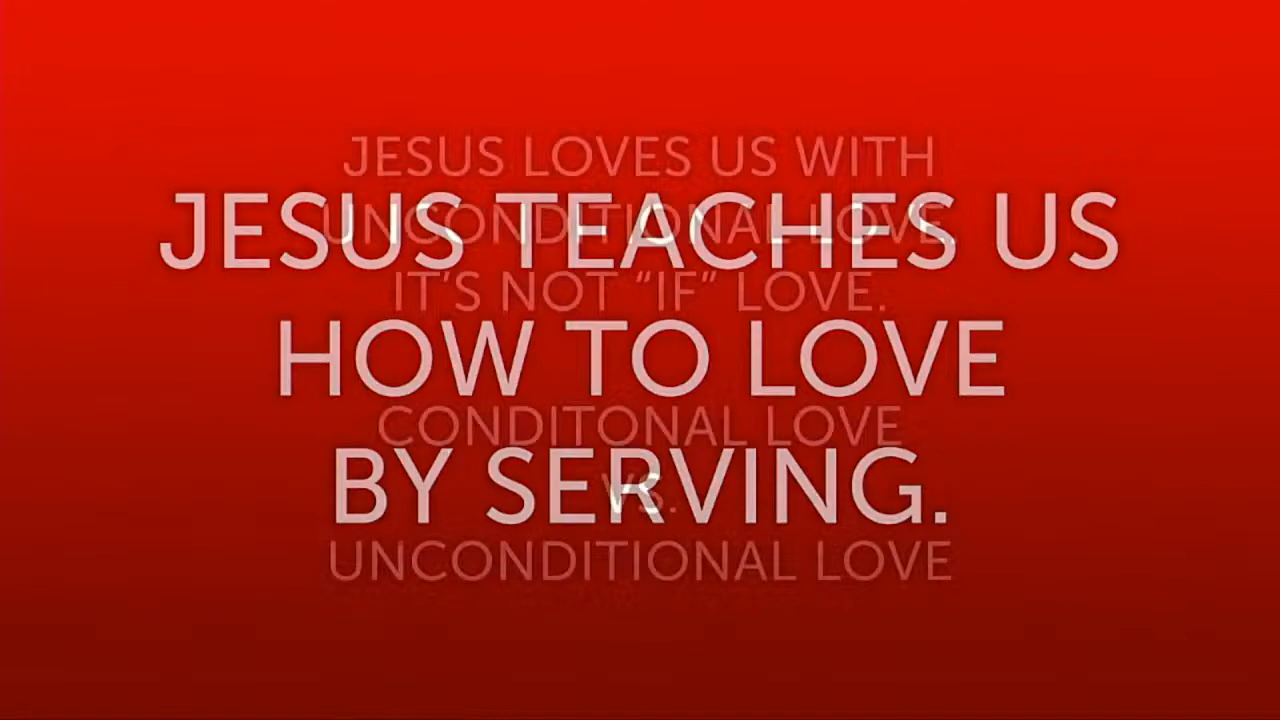 JESUS LOVES US WITH
JESUS TEACHES US
UNCONDITIONAL LOVE.
IT'S NOT “IF” LOVE.
HOW TO LOVE
CONDITONAL LOVE
BY SERVING.
VS.
UNCONDITIONAL LOVE